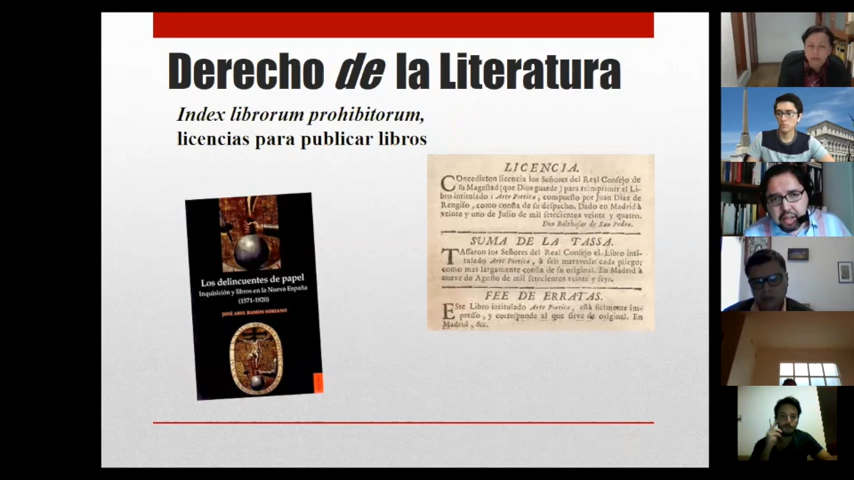 Derecho de la Literatura
Index librorum prohibitorum,
licencias para publicar libros
Los delincuentes de papel
Inquisición y libros en la Nueva España
(1571-1820)
JOSÉ ABEL RAMOS SORIANO
LICENCIA.
COncedieron licencia los Señores del Real Consejo de
su Magestad (que Dios guarde) para reimprimir el Li-
bro intitulado: Arte Poetica, compuesto por Juan Diaz de
Rengifo, como consta de su despacho. Dado en Madrid à
veinte y uno de Julio de mil setecientos veinte y quatro.
Don Balthasar de San Pedro.
SUMA DE LA TASSA.
TAssaron los Señores del Real Consejo el Libro inti-
tulado Arte Poetica, à seis maravedis cada pliego;
como mas largamente consta de su original. En Madrid à
nueve de Agosto de mil setecientos veinte y seys.
FEE DE ERRATAS.
ESte Libro intitulado Arte Poetica, està fielmente im-
presso, y corresponde al que sirve de original. En
Madrid, &c.